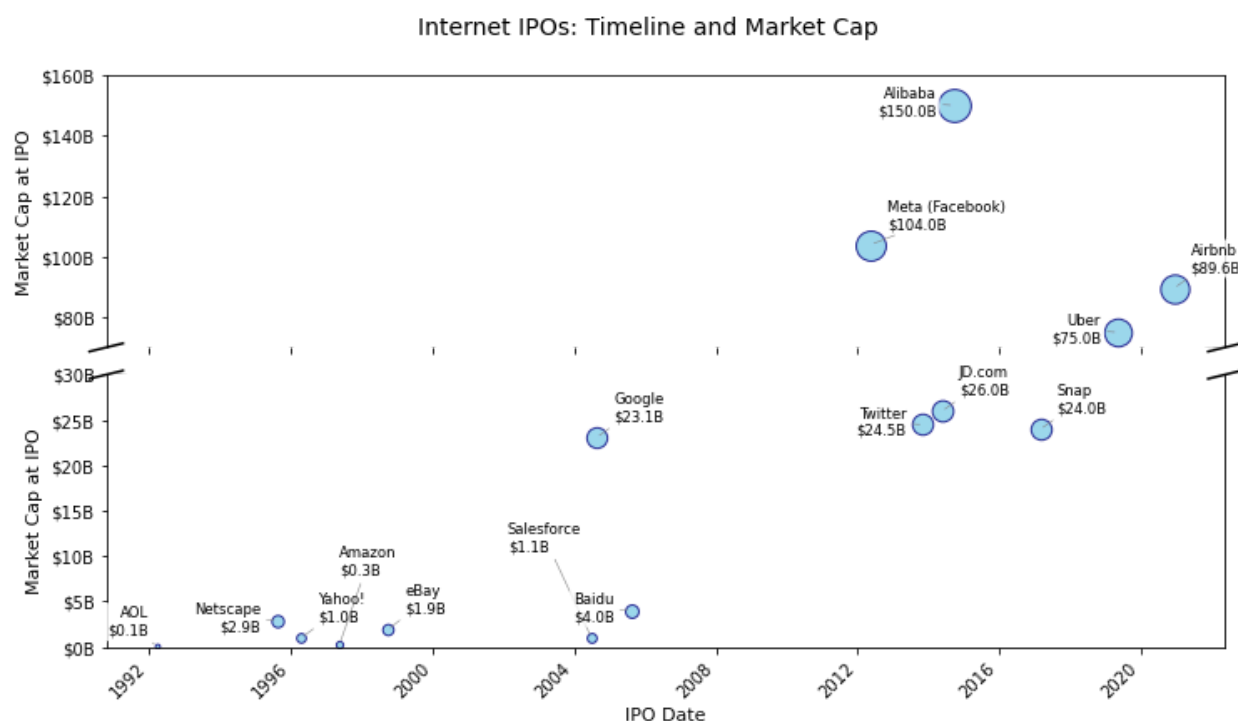 Internet IPOs: Timeline and Market Cap
$160B
$140B
$120B
$100B
$80B
Market Cap at IPO
Alibaba
$150.0B
Meta (Facebook)
$104.0B
Airbnb
$89.6B
Uber
$75.0B
$30B
$25B
$20B
$15B
$10B
$5B
$0B
Market Cap at IPO
JD.com
$26.0B
Snap
$24.0B
Google
$23.1B
Twitter
$24.5B
Salesforce
$1.1B
Amazon
$0.3B
eBay
$1.9B
Yahoo!
$1.0B
Baidu
$4.0B
Netscape
$2.9B
AOL
$0.1B
1992
1996
2000
2004
2008
2012
2016
2020
IPO Date